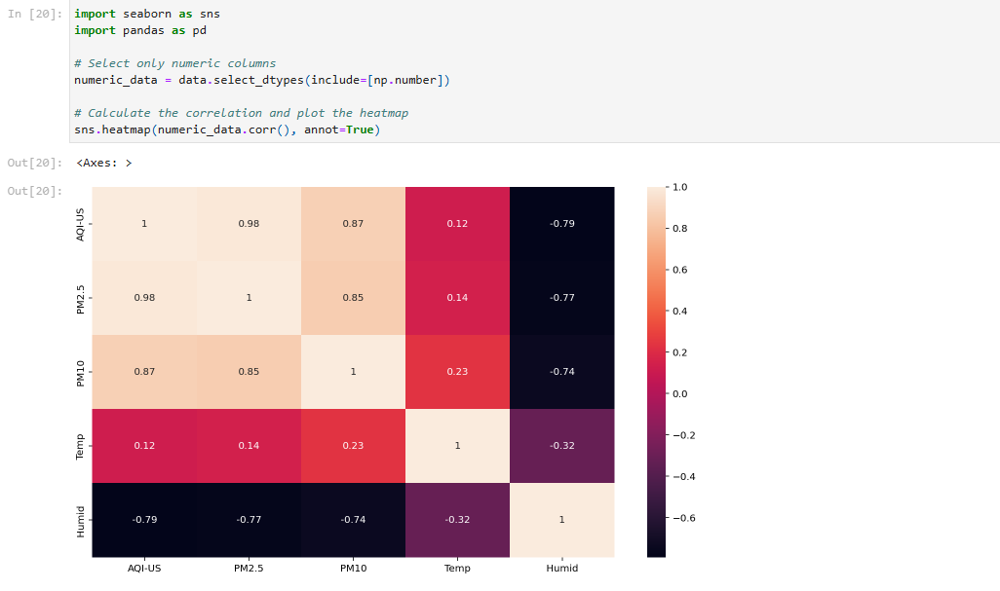 In [20]:
import seaborn as sns
import pandas as pd
# Select only numeric columns
numeric_data = data.select_dtypes(include=[np.number])
# Calculate the correlation and plot the heatmap
sns.heatmap(numeric_data.corr(), annot=True)
Out[20]: <Axes: >
Out[20]:
AQI-US 1 0.98 0.87 0.12 -0.79
PM2.5 0.98 1 0.85 0.14 -0.77
PM10 0.87 0.85 1 0.23 -0.74
Temp 0.12 0.14 0.23 1 -0.32
Humid -0.79 -0.77 -0.74 -0.32 1
AQI-US PM2.5 PM10 Temp Humid
1.0
0.8
0.6
0.4
0.2
0.0
−0.2
−0.4
−0.6